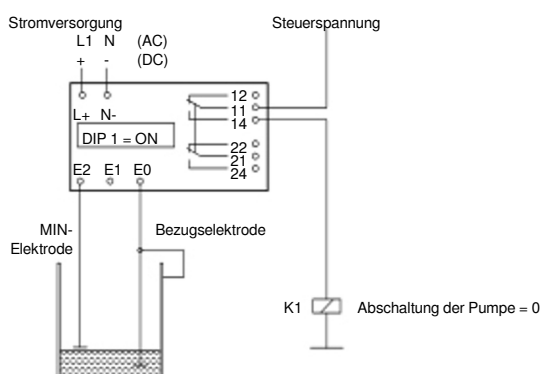 Stromversorgung
Steuerspannung
L1 N (AC)
+ - (DC)
L+ N-
DIP 1 = ON
12
11
14
22
21
24
E2 E1 E0
MIN-
Elektrode
Bezugselektrode
K1
Abschaltung der Pumpe = 0